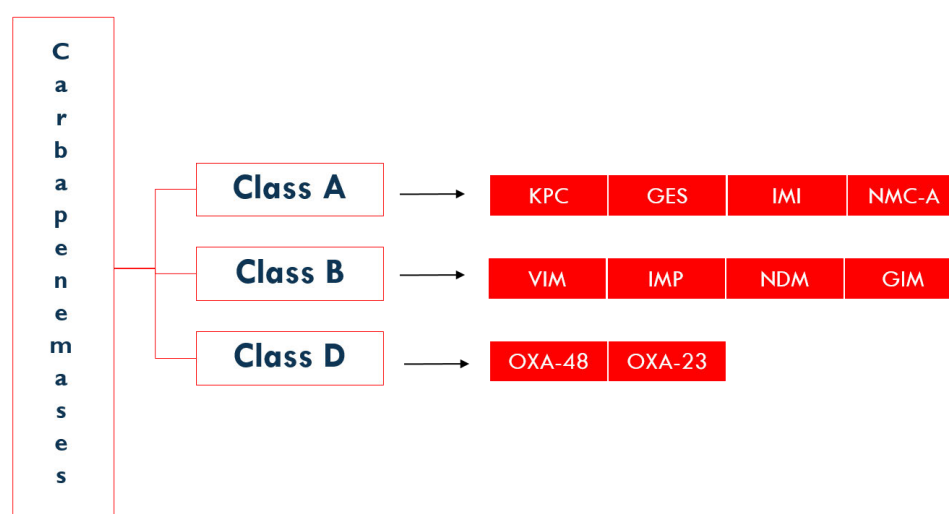 Carbapenemases
Class A
KPC GES IMI NMC-A
Class B
VIM IMP NDM GIM
Class D
OXA-48 OXA-23